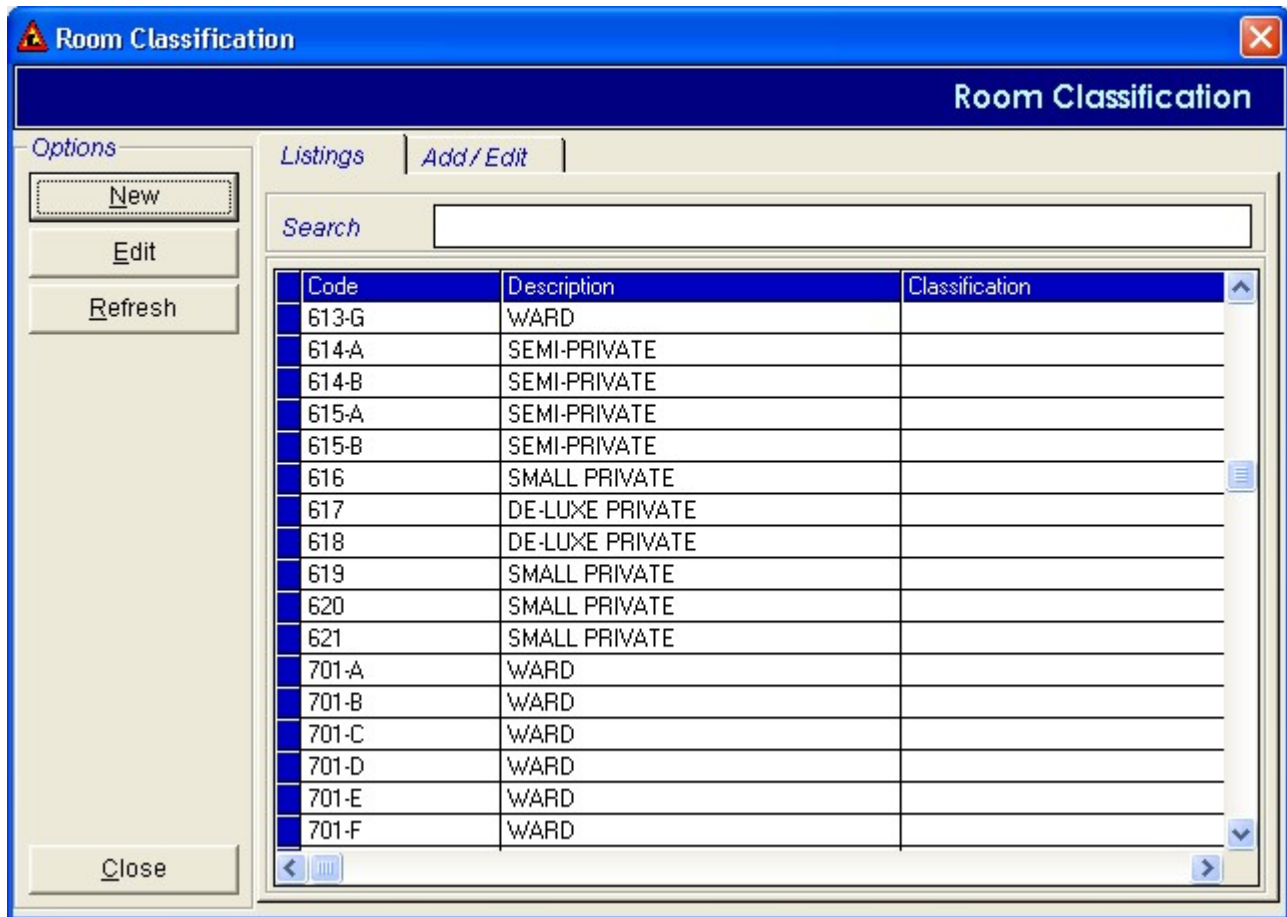 Room Classification
Room Classification
Options
New
Edit
Refresh
Close
Listings Add / Edit
Search
Code Description Classification
613-G WARD
614-A SEMI-PRIVATE
614-B SEMI-PRIVATE
615-A SEMI-PRIVATE
615-B SEMI-PRIVATE
616 SMALL PRIVATE
617 DE-LUXE PRIVATE
618 DE-LUXE PRIVATE
619 SMALL PRIVATE
620 SMALL PRIVATE
621 SMALL PRIVATE
701-A WARD
701-B WARD
701-C WARD
701-D WARD
701-E WARD
701-F WARD